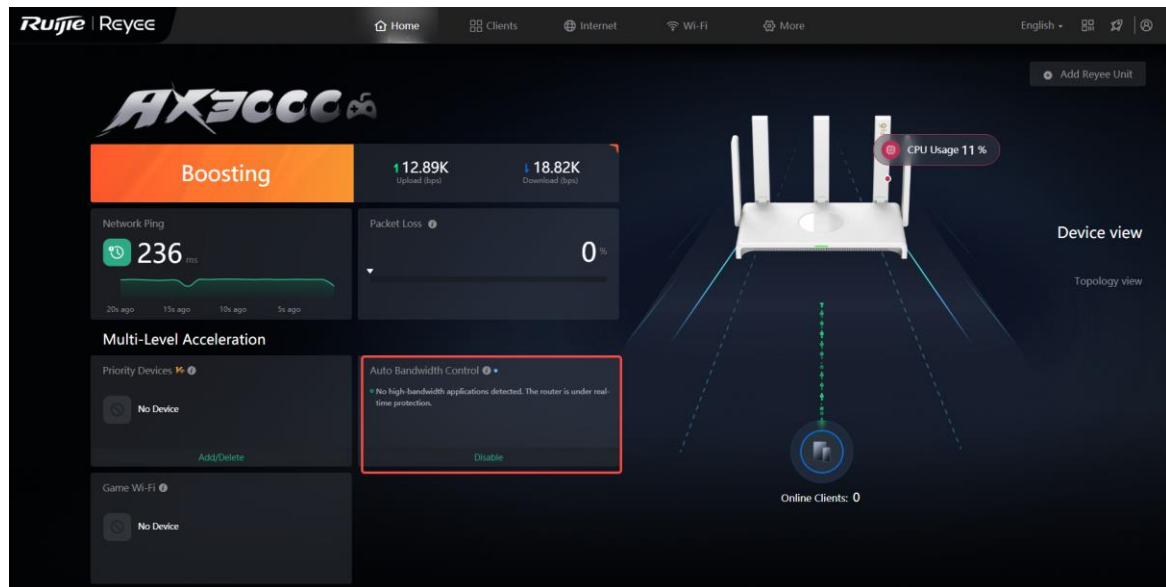 Ruijie | Reyee
Home
Clients
Internet
Wi-Fi
More
English
Add Reyee Unit
AX3000
Boosting
12.89K
Upload (bps)
18.82K
Download (bps)
CPU Usage 11 %
Network Ping
236 ms
20s ago 15s ago 10s ago 5s ago
Packet Loss
0 %
Device view
Topology view
Multi-Level Acceleration
Priority Devices
No Device
Add/Delete
Auto Bandwidth Control
No high-bandwidth applications detected. The router is under real-
time protection.
Disable
Game Wi-Fi
No Device
Online Clients: 0